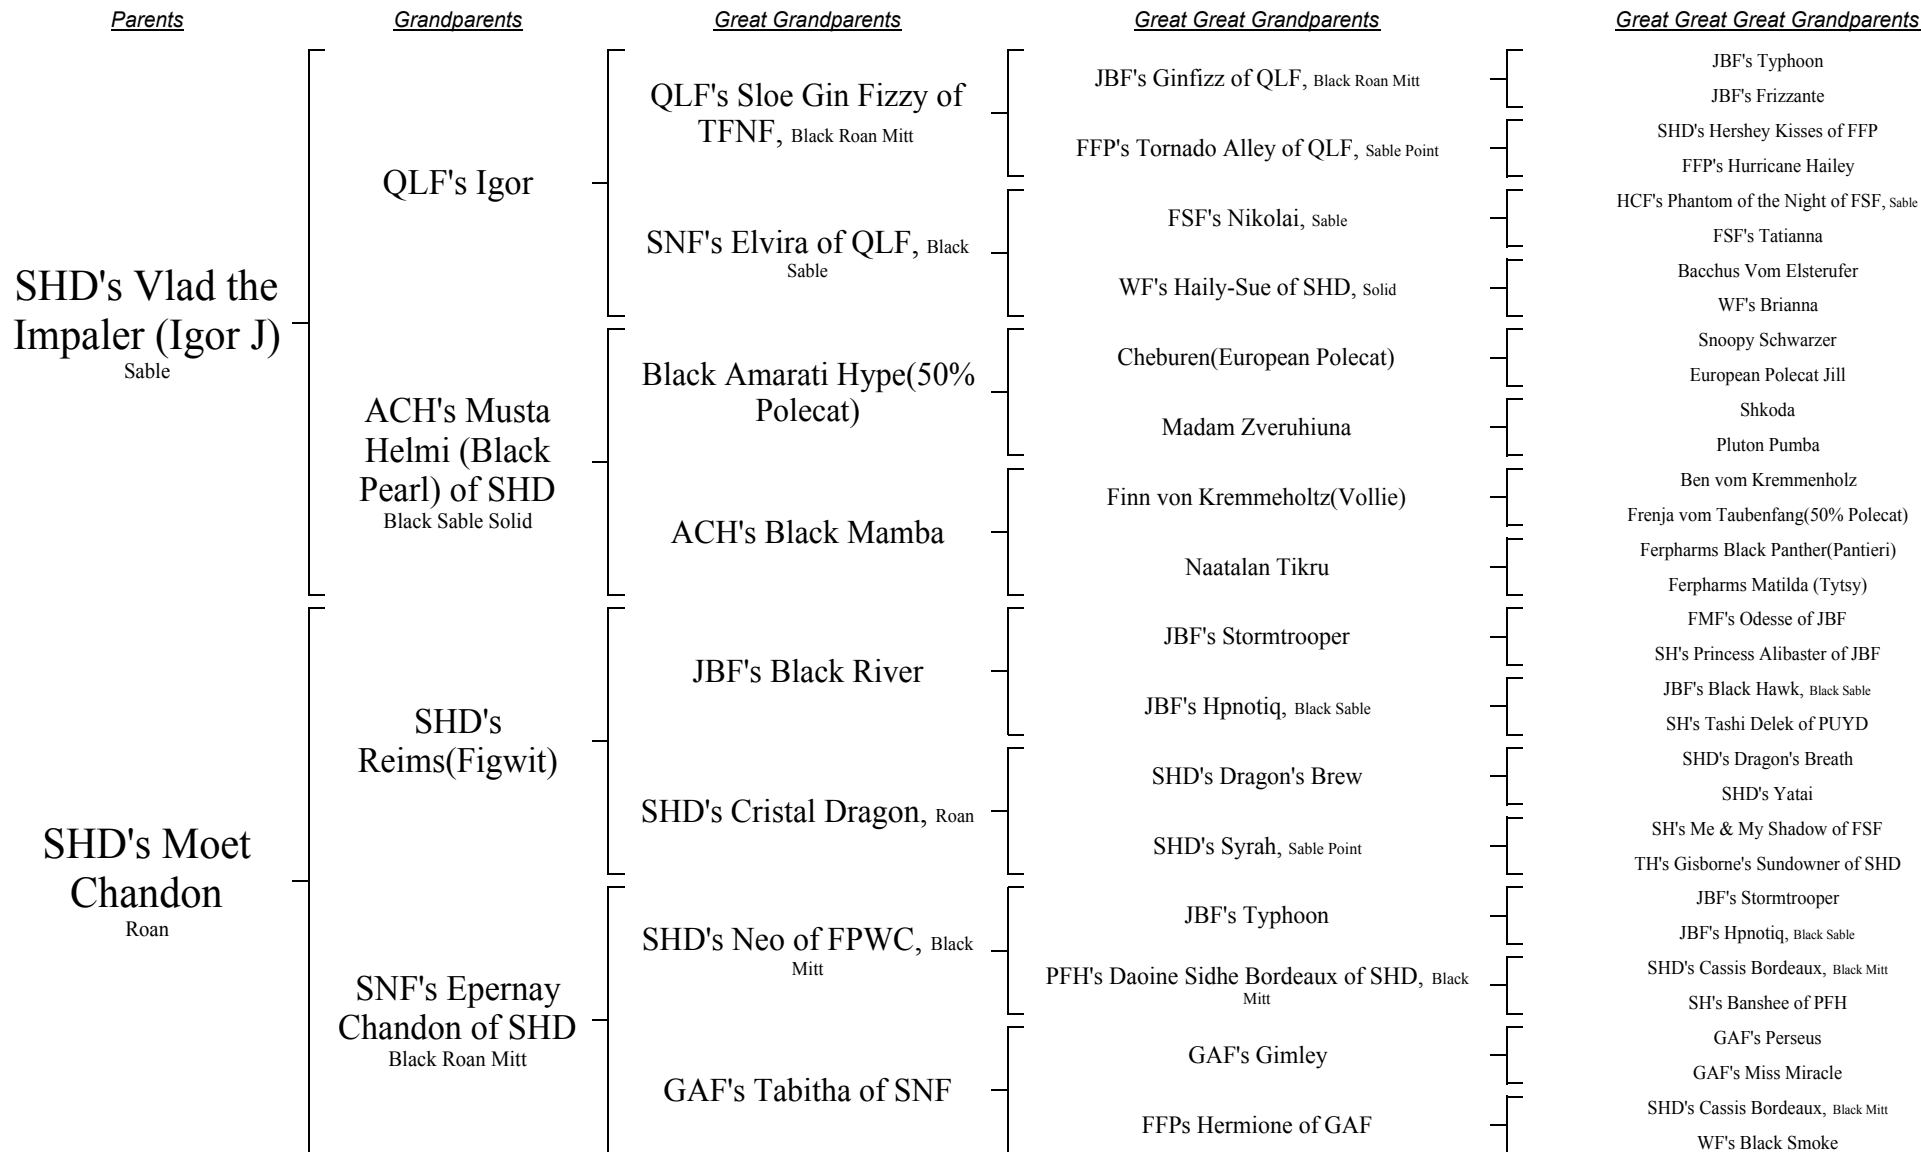 Parents
Grandparents
Great Grandparents
Great Great Grandparents
Great Great Great Grandparents
SHD's Vlad the
Impaler (Igor J)
Sable
SHD's Moet
Chandon
Roan
QLF's Igor
ACH's Musta
Helmi (Black
Pearl) of SHD
Black Sable Solid
SHD's
Reims(Figwit)
SNF's Epernay
Chandon of SHD
Black Roan Mitt
QLF's Sloe Gin Fizzy of
TFNF, Black Roan Mitt
SNF's Elvira of QLF, Black
Sable
Black Amarati Hype(50%
Polecat)
ACH's Black Mamba
JBF's Black River
SHD's Cristal Dragon, Roan
SHD's Neo of FPWC, Black
Mitt
GAF's Tabitha of SNF
JBF's Ginfizz of QLF, Black Roan Mitt
FFP's Tornado Alley of QLF, Sable Point
FSF's Nikolai, Sable
WF's Haily-Sue of SHD, Solid
Cheburen(European Polecat)
Madam Zveruhiuna
Finn von Kremmeholtz(Vollie)
Naatalan Tikru
JBF's Stormtrooper
JBF's Hpnotiq, Black Sable
SHD's Dragon's Brew
SHD's Syrah, Sable Point
JBF's Typhoon
PFH's Daoine Sidhe Bordeaux of SHD, Black
Mitt
GAF's Gimley
FFPs Hermione of GAF
JBF's Typhoon
JBF's Frizzante
SHD's Hershey Kisses of FFP
FFP's Hurricane Hailey
HCF's Phantom of the Night of FSF, Sable
FSF's Tatianna
Bacchus Vom Elsterufer
WF's Brianna
Snoopy Schwarzer
European Polecat Jill
Shkoda
Pluton Pumba
Ben vom Kremmenholz
Frenja vom Taubenfang(50% Polecat)
Ferpharms Black Panther(Pantieri)
Ferpharms Matilda (Tytsy)
FMF's Odesse of JBF
SH's Princess Alibaster of JBF
JBF's Black Hawk, Black Sable
SH's Tashi Delek of PUYD
SHD's Dragon's Breath
SHD's Yatai
SH's Me & My Shadow of FSF
TH's Gisborne's Sundowner of SHD
JBF's Stormtrooper
JBF's Hpnotiq, Black Sable
SHD's Cassis Bordeaux, Black Mitt
SH's Banshee of PFH
GAF's Perseus
GAF's Miss Miracle
SHD's Cassis Bordeaux, Black Mitt
WF's Black Smoke